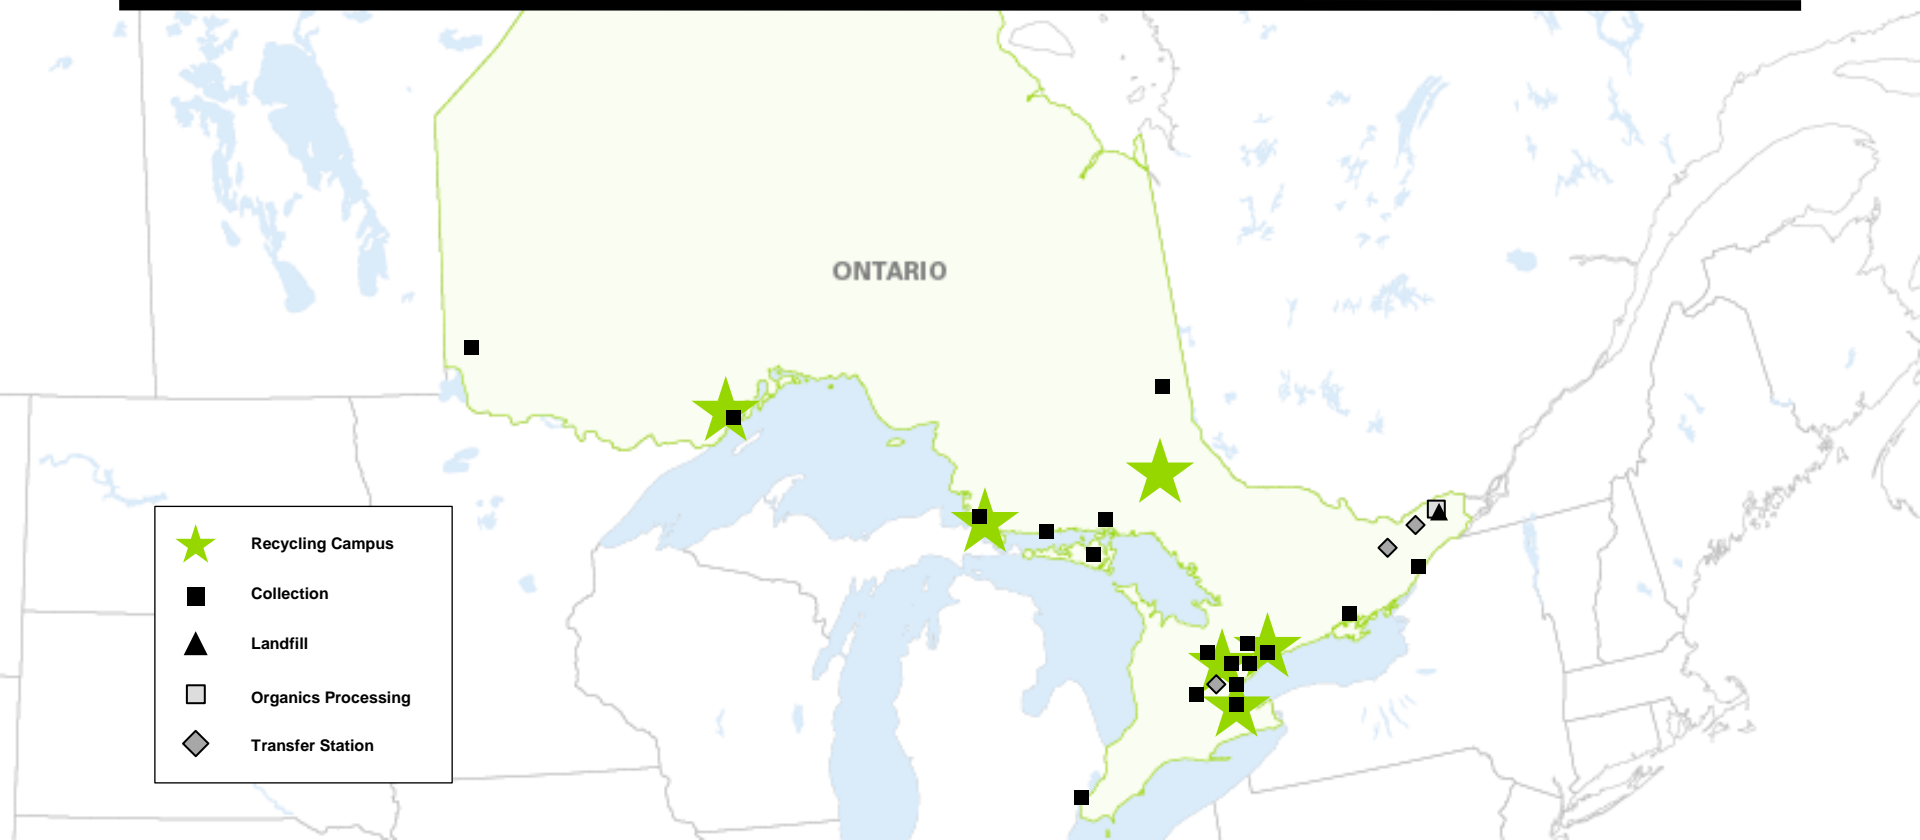 ONTARIO
Recycling Campus
Collection
Landfill
Organics Processing
Transfer Station